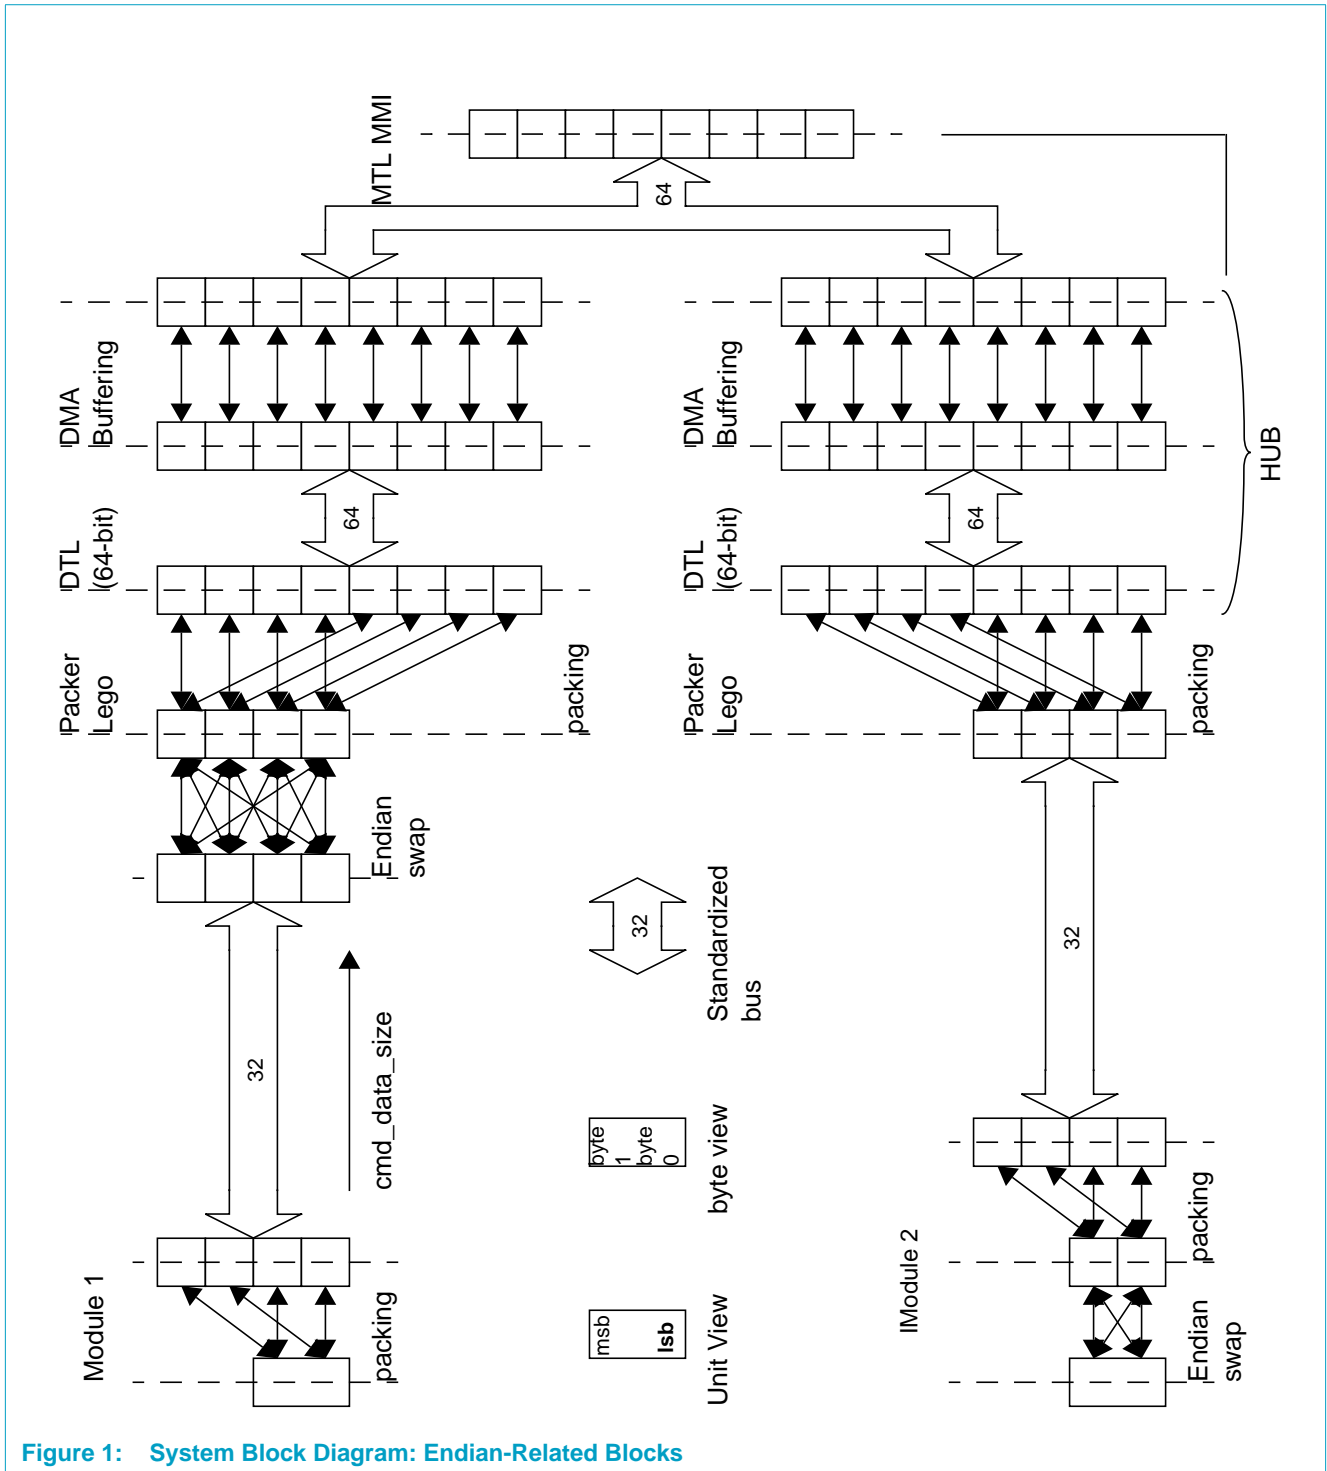 MTL MMI
64
DMA
Buffering
DMA
Buffering
HUB
64
64
DTL
(64-bit)
DTL
(64-bit)
Packer
Lego
packing
Packer
Lego
packing
Endian
swap
32
Standardized
bus
32
32
cmd_data_size
byte
1
byte
0
byte view
Module 1
packing
msb
lsb
Unit View
IModule 2
packing
Endian
swap
Figure 1: System Block Diagram: Endian-Related Blocks